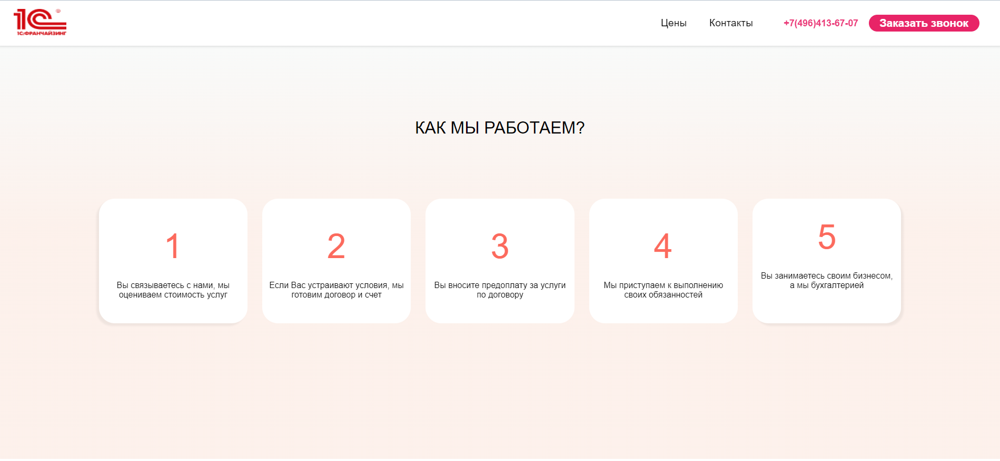 1С®
1С:ФРАНЧАЙЗИНГ
Цены
Контакты
+7(496)413-67-07
Заказать звонок
КАК МЫ РАБОТАЕМ?
1
Вы связываетесь с нами, мы
оцениваем стоимость услуг
2
Если Вас устраивают условия, мы
готовим договор и счет
3
Вы вносите предоплату за услуги
по договору
4
Мы приступаем к выполнению
своих обязанностей
5
Вы занимаетесь своим бизнесом,
а мы бухгалтерией